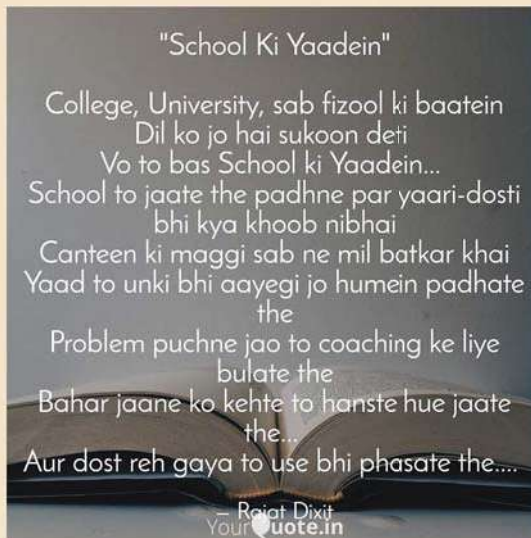 "School Ki Yaadein"
College, University, sab fizool ki baatein
Dil ko jo hai sukoon deti
Vo to bas School ki Yaadein...
School to jaate the padhne par yaari-dosti
bhi kya khoob nibhai
Canteen ki maggi sab ne mil batkar khai
Yaad to unki bhi aayegi jo humein padhate
the
Problem puchne jao to coaching ke liye
bulate the
Bahar jaane ko kehte to hanste hue jaate
the...
Aur dost reh gaya to use bhi phasate the....
– Rajat Dixit
YourQuote.in